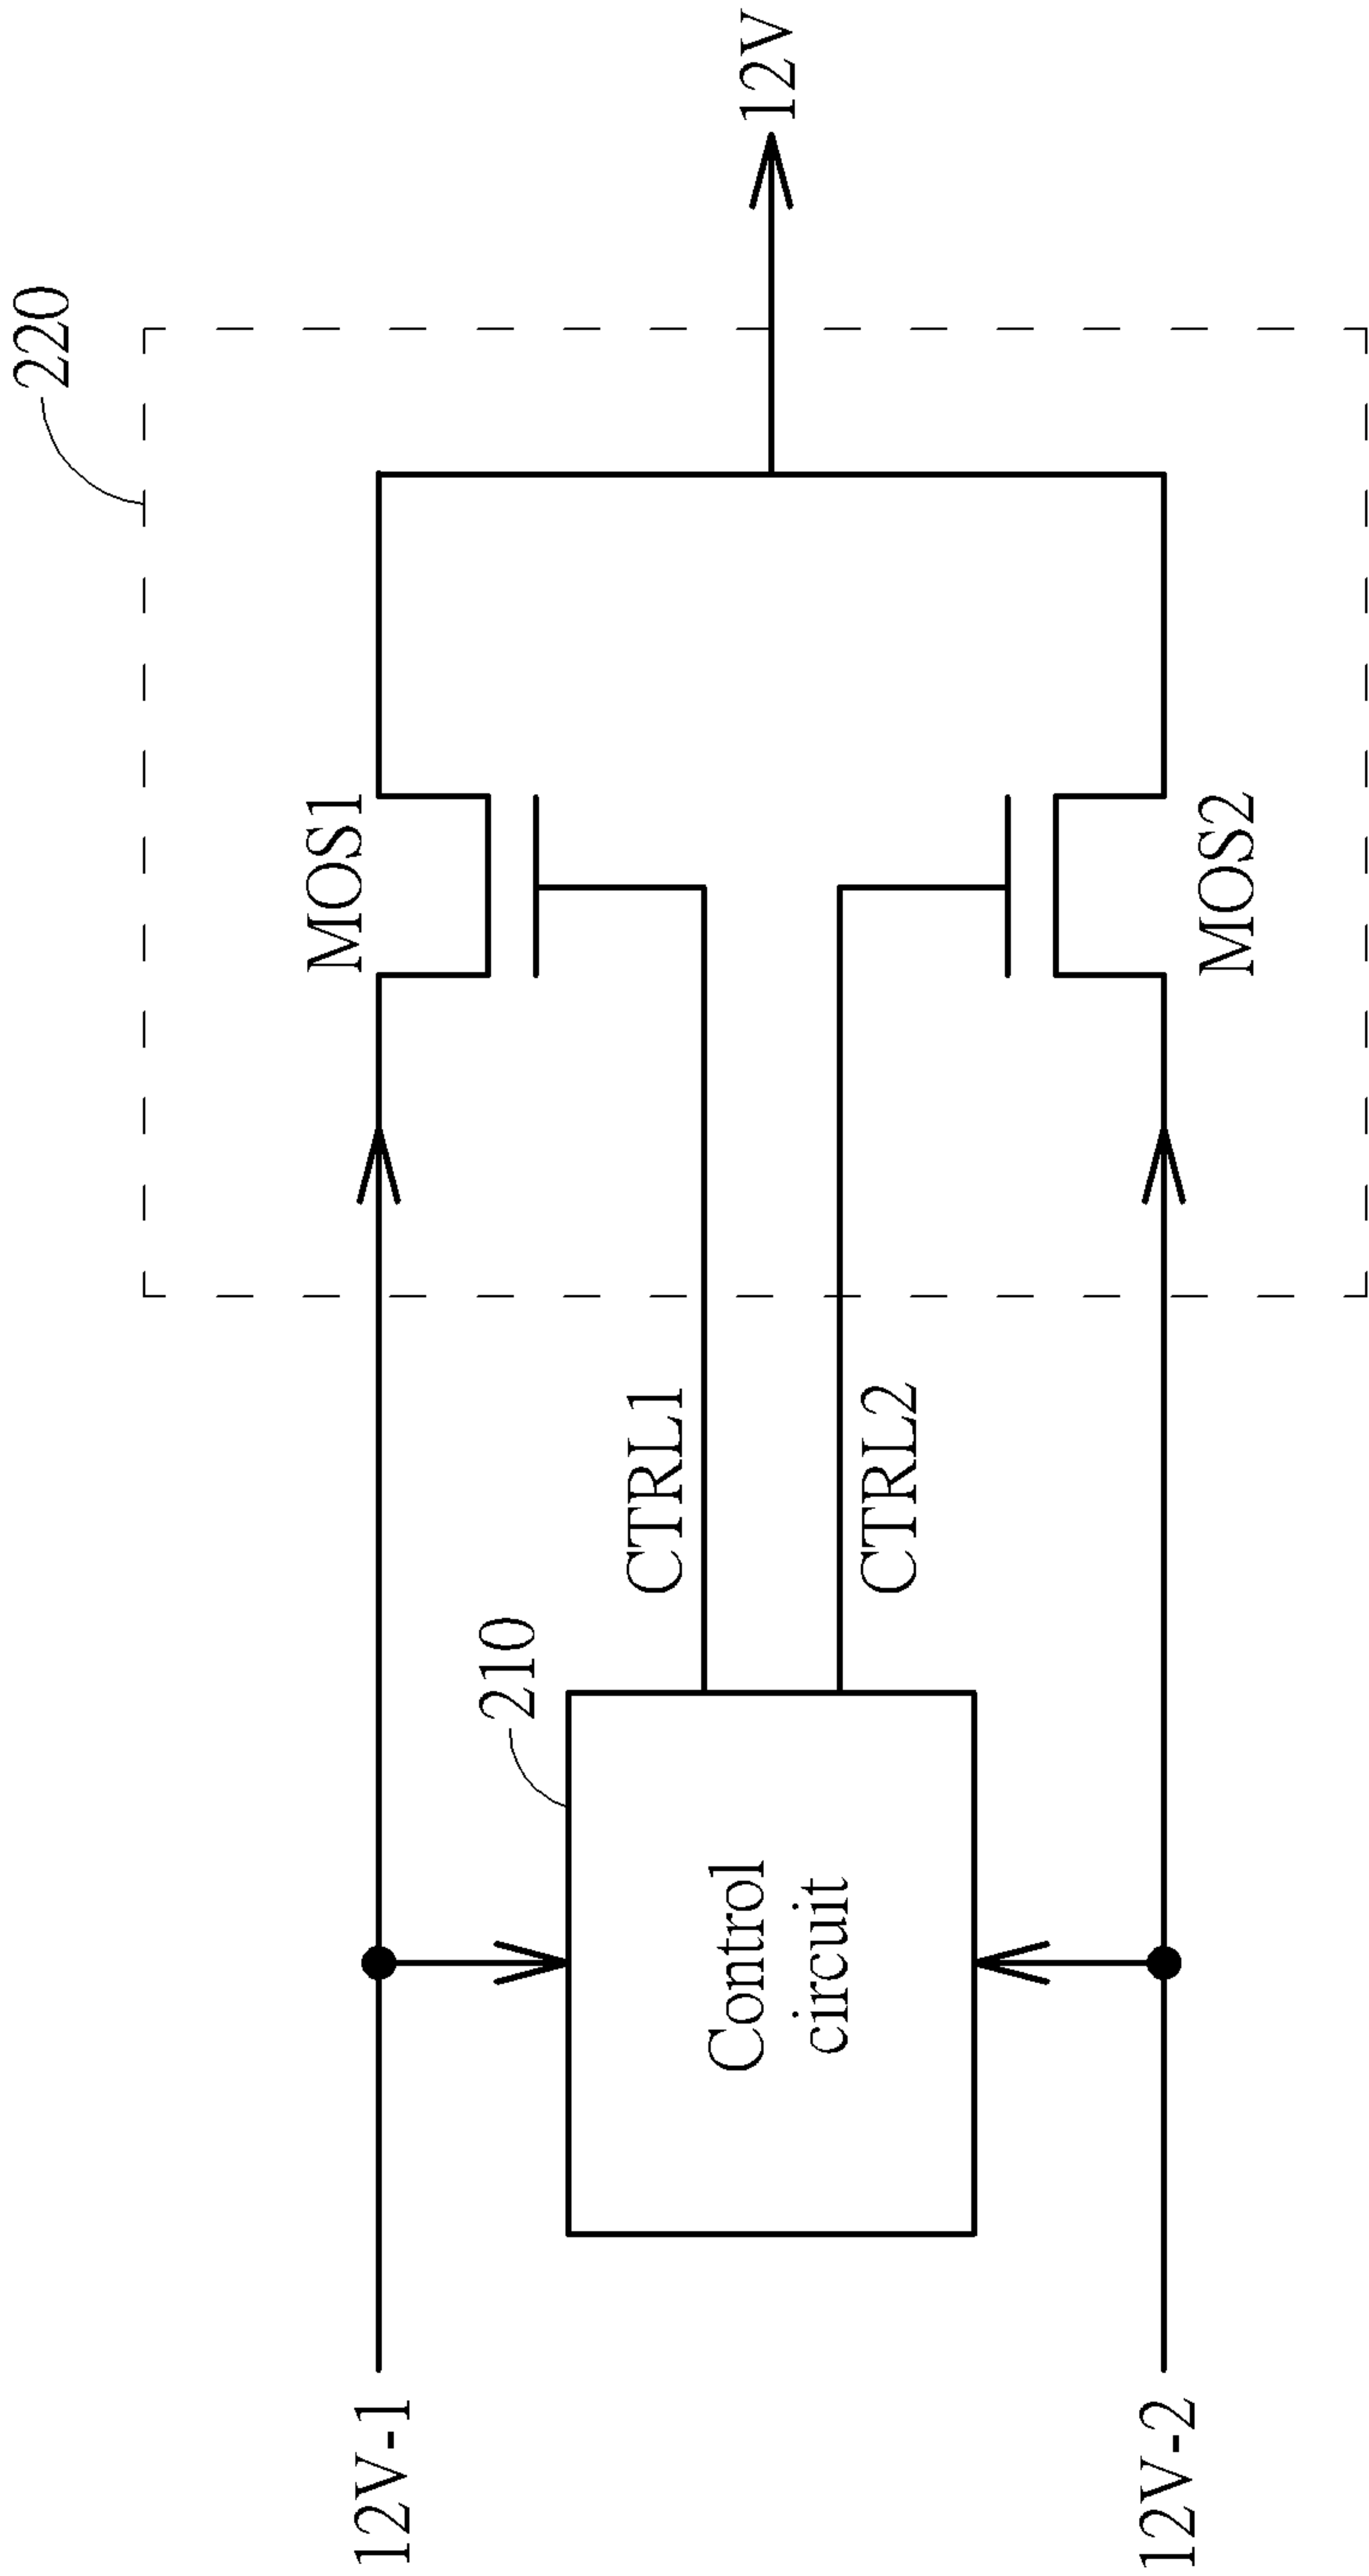 220
12V-1
MOS1
210
CTRL1
Control
circuit
12V
CTRL2
12V-2
MOS2